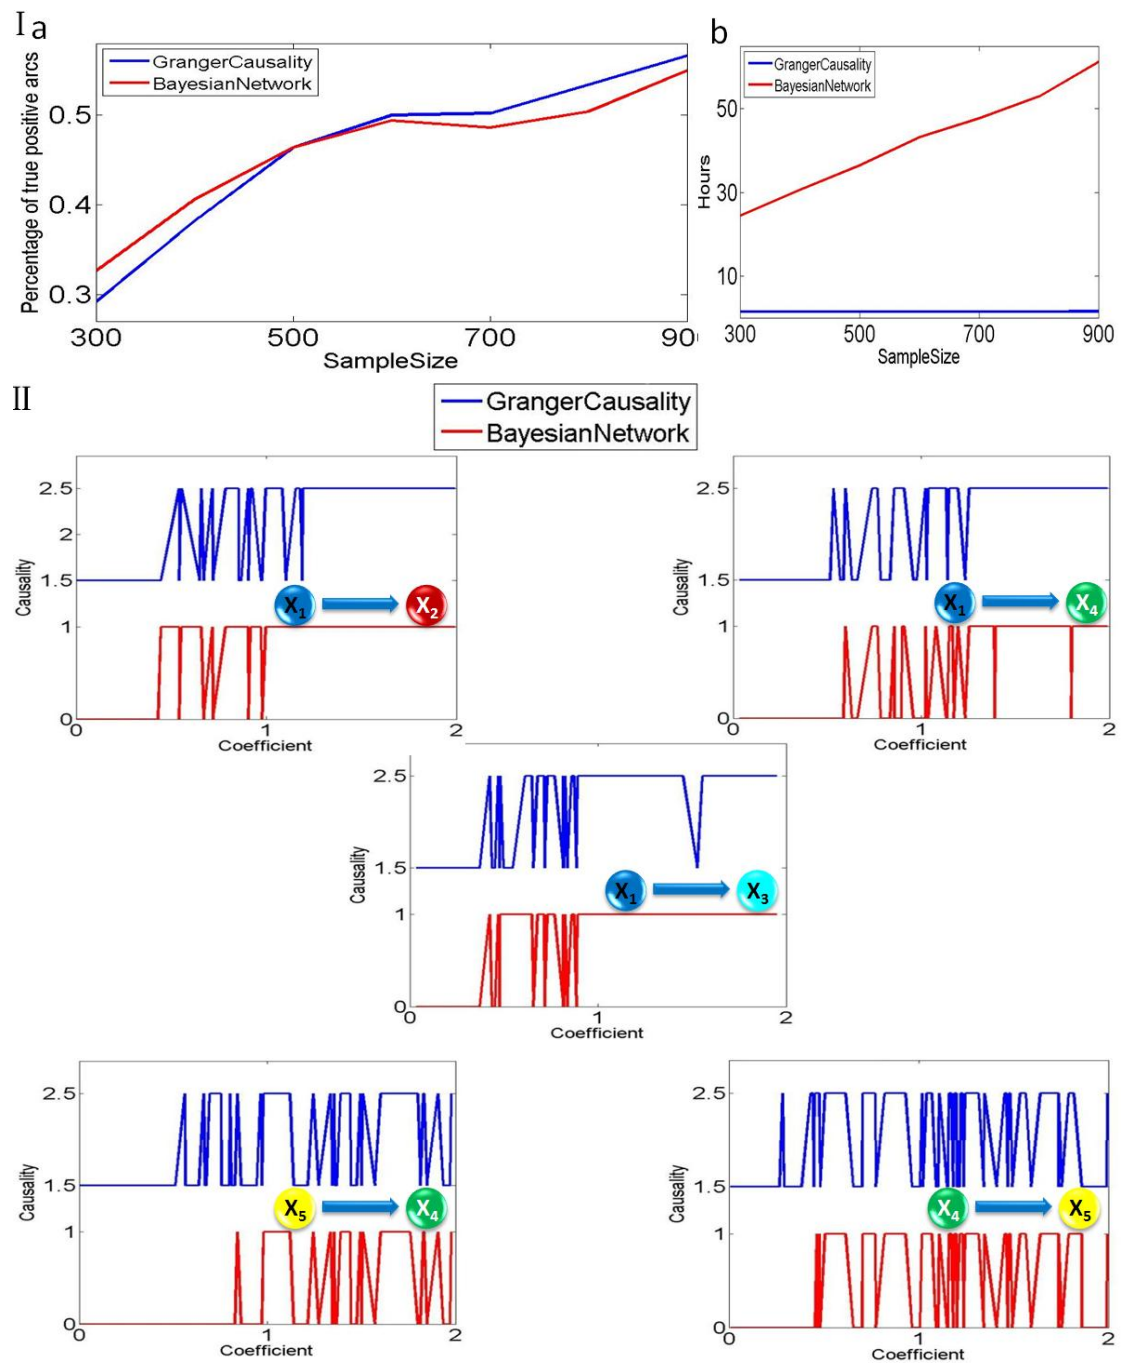 I a
GrangerCausality
BayesianNetwork
Percentage of true positive arcs
0.5
0.4
0.3
300
500
700
90
SampleSize
b
GrangerCausality
BayesianNetwork
Hours
50
30
10
300
500
700
900
SampleSize
II
GrangerCausality
BayesianNetwork
Causality
2.5
2
1.5
1
0
0
1
2
Coefficient
X1
X2
Causality
2.5
1.5
1
0
0
1
2
Coefficient
X1
X4
Causality
2.5
1.5
1
0
0
1
2
Coefficient
X1
X3
Causality
2.5
1.5
1
0
0
1
2
Coefficient
X5
X4
Causality
2.5
1.5
1
0
0
1
2
Coefficient
X4
X5